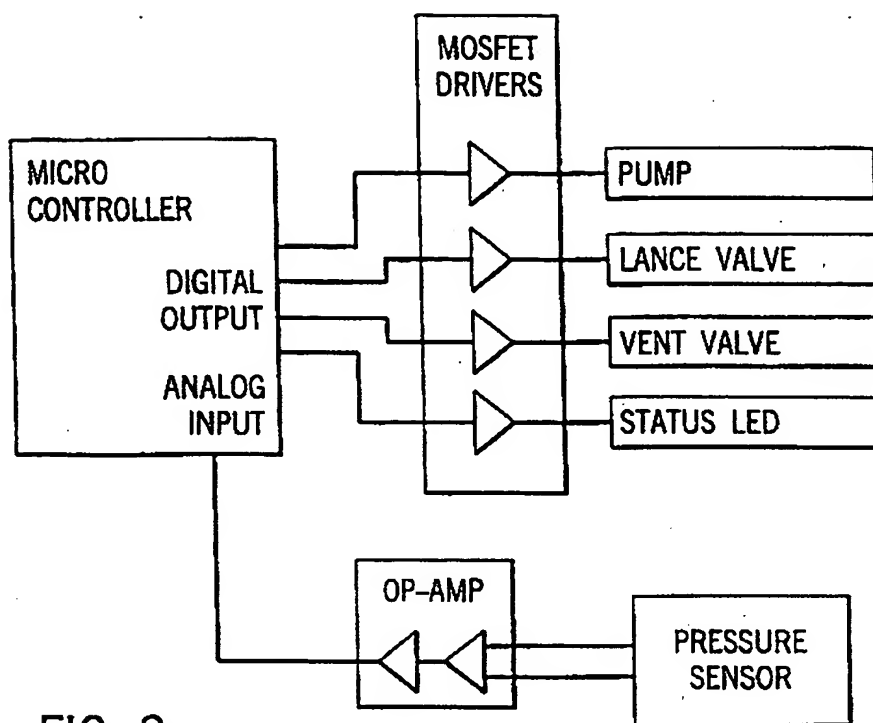 MOSFET
DRIVERS
MICRO
CONTROLLER
PUMP
LANCE VALVE
DIGITAL
OUTPUT
VENT VALVE
ANALOG
INPUT
STATUS LED
OP-AMP
PRESSURE
SENSOR